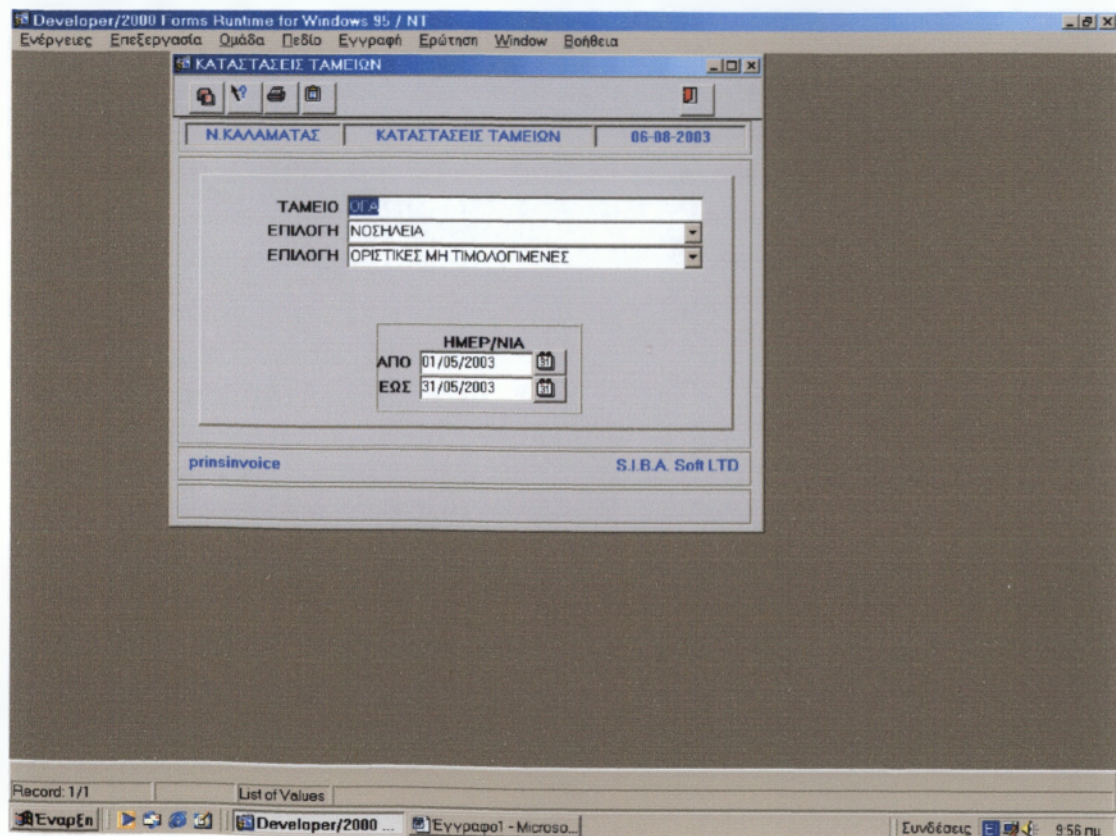 Developer/2000 Forms Runtime for Windows 95 / NT
Ενέργειες Επεξεργασία Ομάδα Πεδίο Εγγραφή Ερώτηση Window Βοήθεια
ΚΑΤΑΣΤΑΣΕΙΣ ΤΑΜΕΙΩΝ
Ν.ΚΑΛΑΜΑΤΑΣ ΚΑΤΑΣΤΑΣΕΙΣ ΤΑΜΕΙΩΝ 06-08-2003
ΤΑΜΕΙΟ ΟΓΑ
ΕΠΙΛΟΓΗ ΝΟΣΗΛΕΙΑ
ΕΠΙΛΟΓΗ ΟΡΙΣΤΙΚΕΣ ΜΗ ΤΙΜΟΛΟΓΙΜΕΝΕΣ
ΗΜΕΡ/ΝΙΑ
ΑΠΟ 01/05/2003
ΕΩΣ 31/05/2003
prinsinvoice S.I.B.A. Soft LTD
Record: 1/1 List of Values
Έναρξη Developer/2000 ... Έγγραφο1 - Microso... Συνδέσεις 9:56 πμ